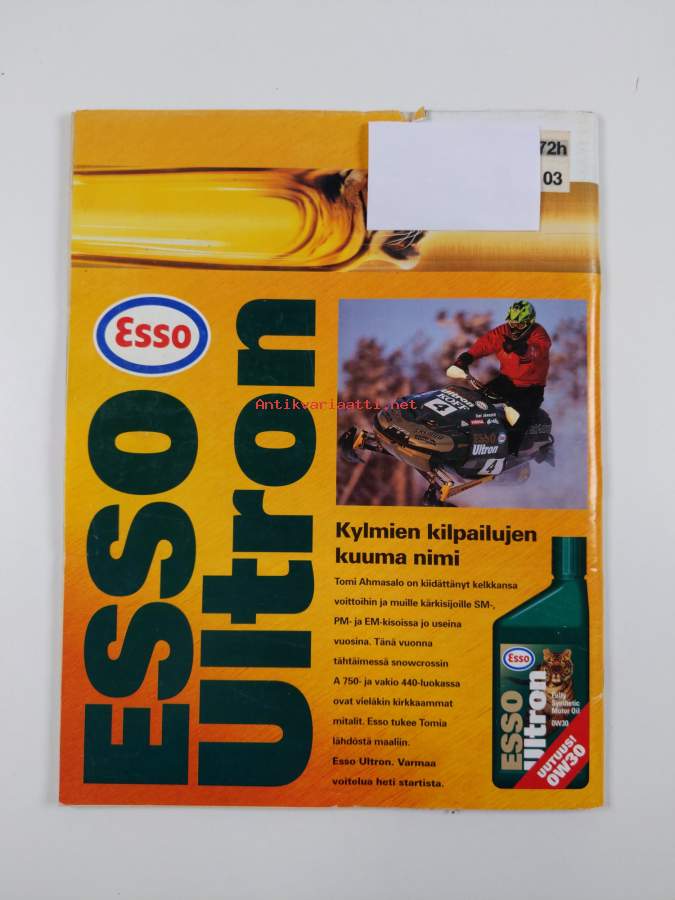 72h
03
Esso
ESSO
Ultron
Antikvariaatti.net
Ultron
KOFF
4
ESSO
Ultron
4
Kylmien kilpailujen
kuuma nimi
Tomi Ahmasalo on kiidättänyt kelkkansa
voittoihin ja muille kärkisijoille SM-,
PM- ja EM-kisoissa jo useina
vuosina. Tänä vuonna
tähtäimessä snowcrossin
A 750- ja vakio 440-luokassa
ovat vieläkin kirkkaammat
mitalit. Esso tukee Tomia
lähdöstä maaliin.
Esso Ultron. Varmaa
voitelua heti startista.
Esso
ESSO
Ultron
Fully
Synthetic
Motor Oil
0W30
UUTUUS!
0W30